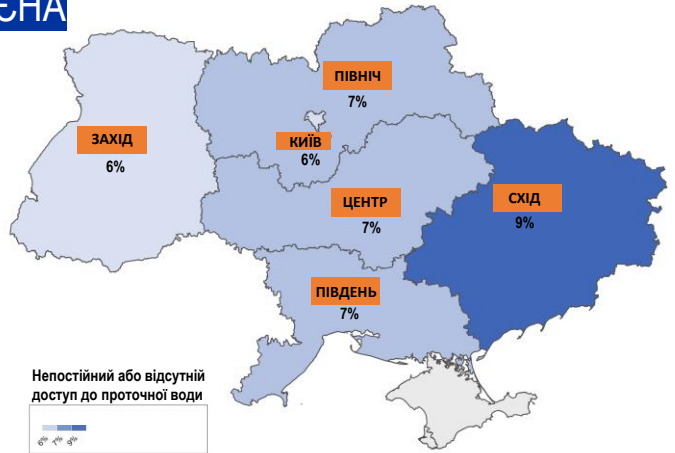 ЄНА
ПІВНІЧ
7%
ЗАХІД
6%
КИЇВ
6%
ЦЕНТР
7%
СХІД
9%
ПІВДЕНЬ
7%
Непостійний або відсутній
доступ до проточної води
6% 7% 9%